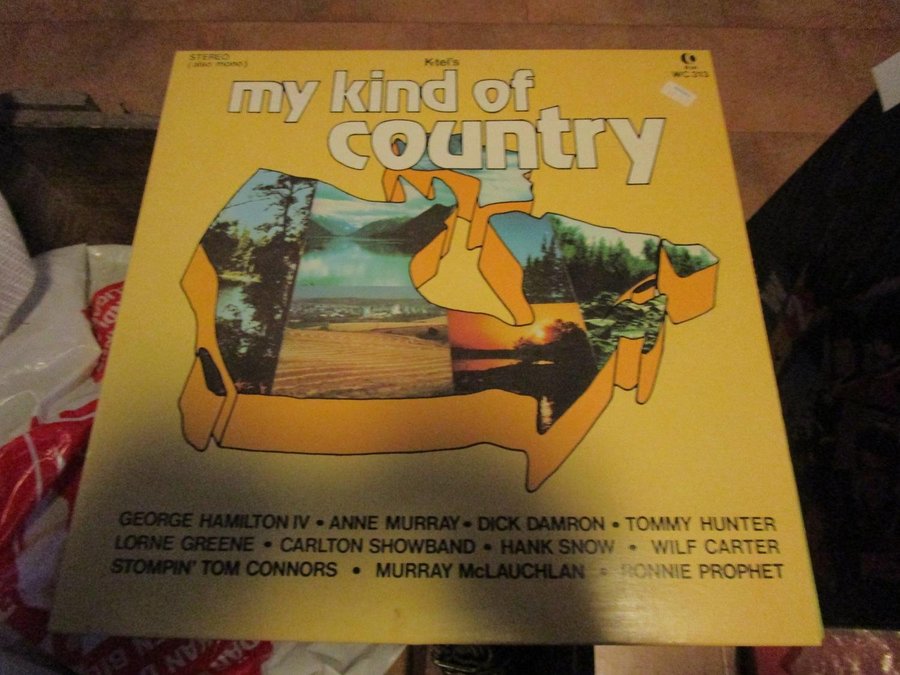 STEREO
(also mono)
K-tel's
WC 313
my kind of
country
GEORGE HAMILTON IV • ANNE MURRAY • DICK DAMRON • TOMMY HUNTER
LORNE GREENE • CARLTON SHOWBAND • HANK SNOW • WILF CARTER
STOMPIN' TOM CONNORS • MURRAY McLAUCHLAN • RONNIE PROPHET